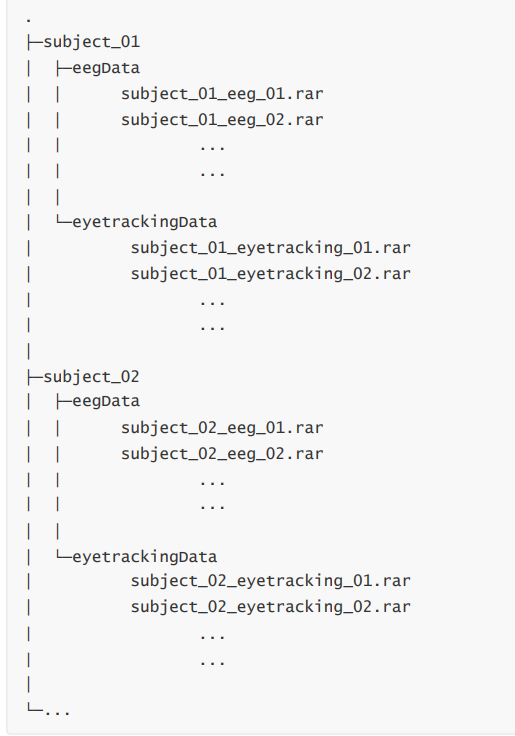 .
├─subject_01
│  ├─eegData
│  │      subject_01_eeg_01.rar
│  │      subject_01_eeg_02.rar
│  │              ...
│  │              ...
│  │
│  └─eyetrackingData
│          subject_01_eyetracking_01.rar
│          subject_01_eyetracking_02.rar
│                 ...
│                 ...
│
├─subject_02
│  ├─eegData
│  │      subject_02_eeg_01.rar
│  │      subject_02_eeg_02.rar
│  │              ...
│  │              ...
│  │
│  └─eyetrackingData
│          subject_02_eyetracking_01.rar
│          subject_02_eyetracking_02.rar
│                 ...
│                 ...
│
└─...